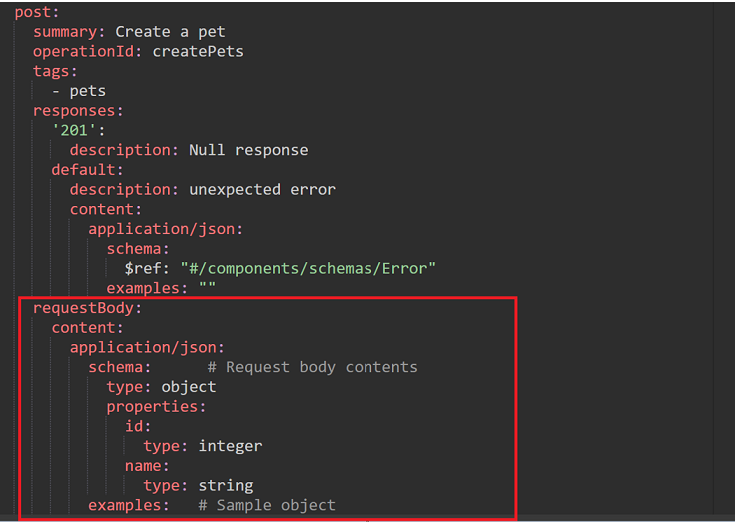 post:
summary: Create a pet
operationId: createPets
tags:
- pets
responses:
'201':
description: Null response
default:
description: unexpected error
content:
application/json:
schema:
$ref: "#/components/schemas/Error"
examples: ""
requestBody:
content:
application/json:
schema: # Request body contents
type: object
properties:
id:
type: integer
name:
type: string
examples: # Sample object